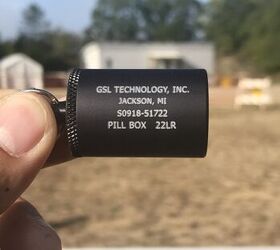 GSL TECHNOLOGY, INC.
JACKSON, MI
S0918-51722
PILL BOX 22LR